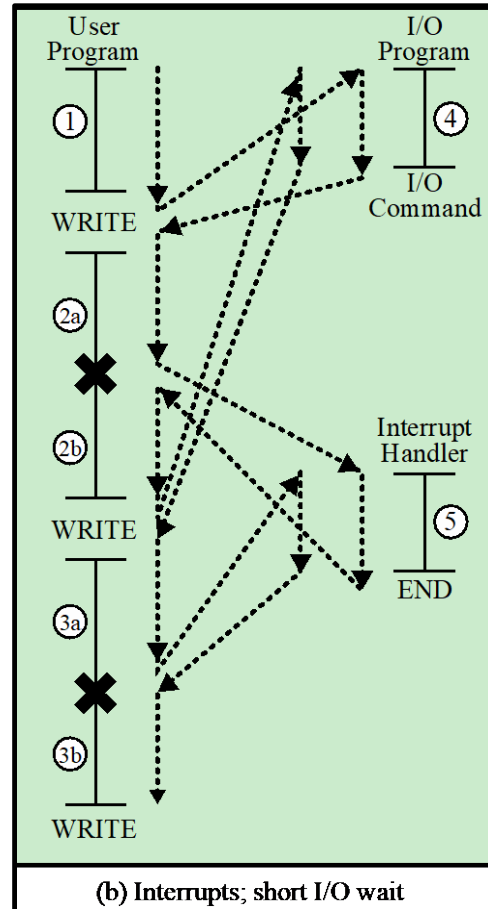 User
Program
I/O
Program
1
4
WRITE
I/O
Command
2a
2b
Interrupt
Handler
WRITE
5
3a
END
3b
WRITE
(b) Interrupts; short I/O wait